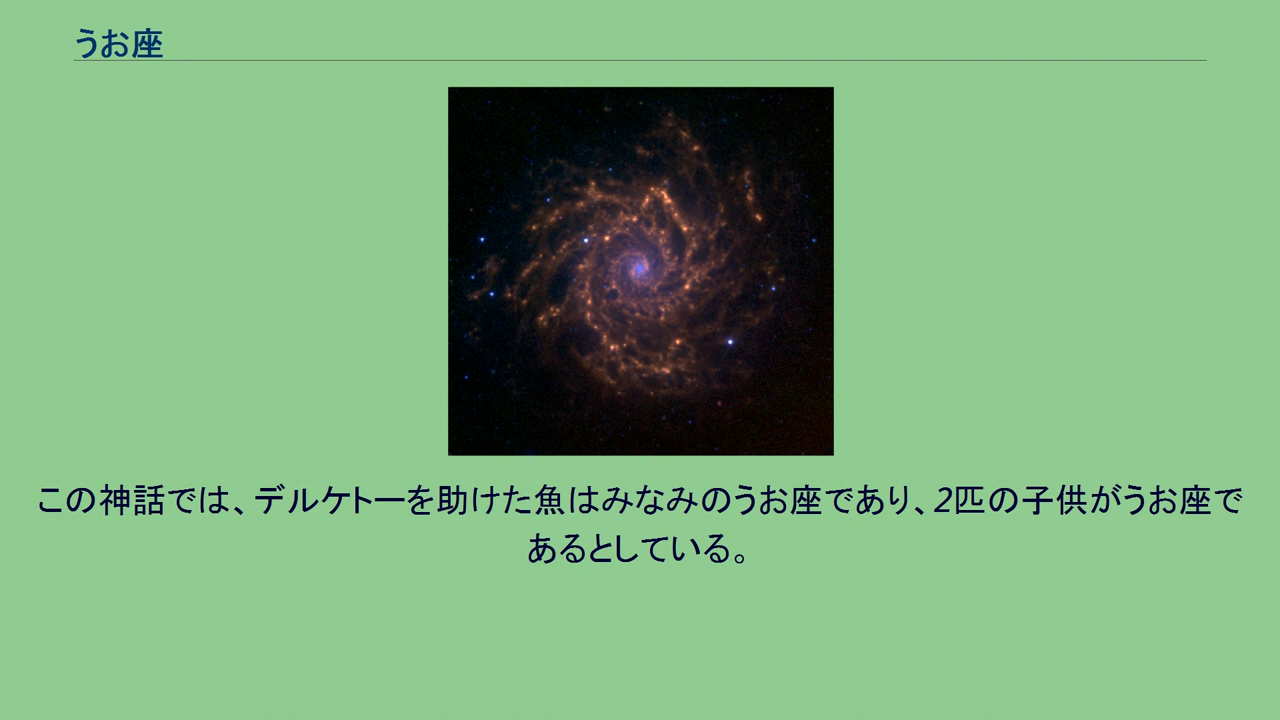 うお座
この神話では、デルケトーを助けた魚はみなみのうお座であり、2匹の子供がうお座で
あるとしている。